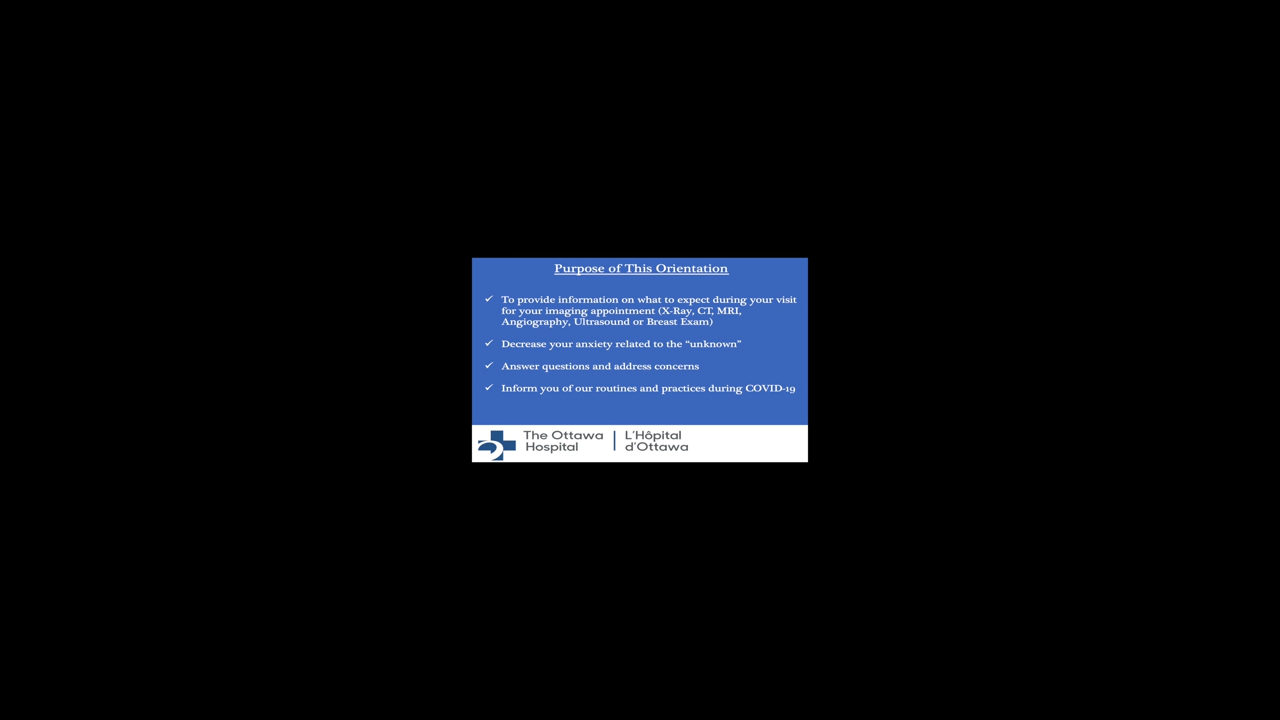 Purpose of This Orientation
✓ To provide information on what to expect during your visit
for your imaging appointment (X-Ray, CT, MRI,
Angiography, Ultrasound or Breast Exam)
✓ Decrease your anxiety related to the “unknown”
✓ Answer questions and address concerns
✓ Inform you of our routines and practices during COVID-19
The Ottawa Hospital | L’Hôpital d’Ottawa